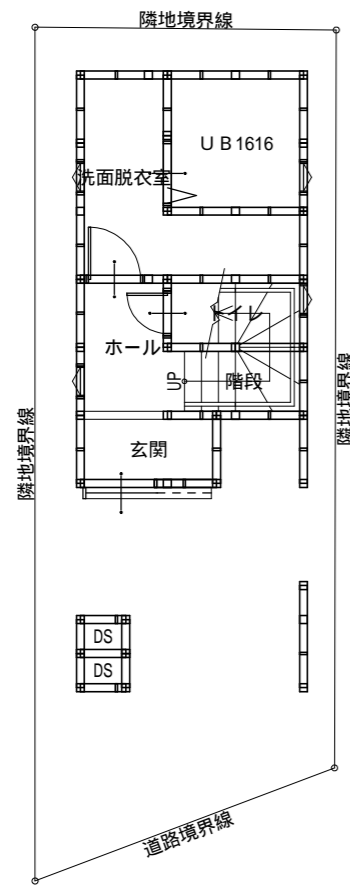 隣地境界線
ＵＢ1616
洗面脱衣室
トイレ
ホール
UP
階段
隣地境界線
隣地境界線
玄関
DS
DS
道路境界線